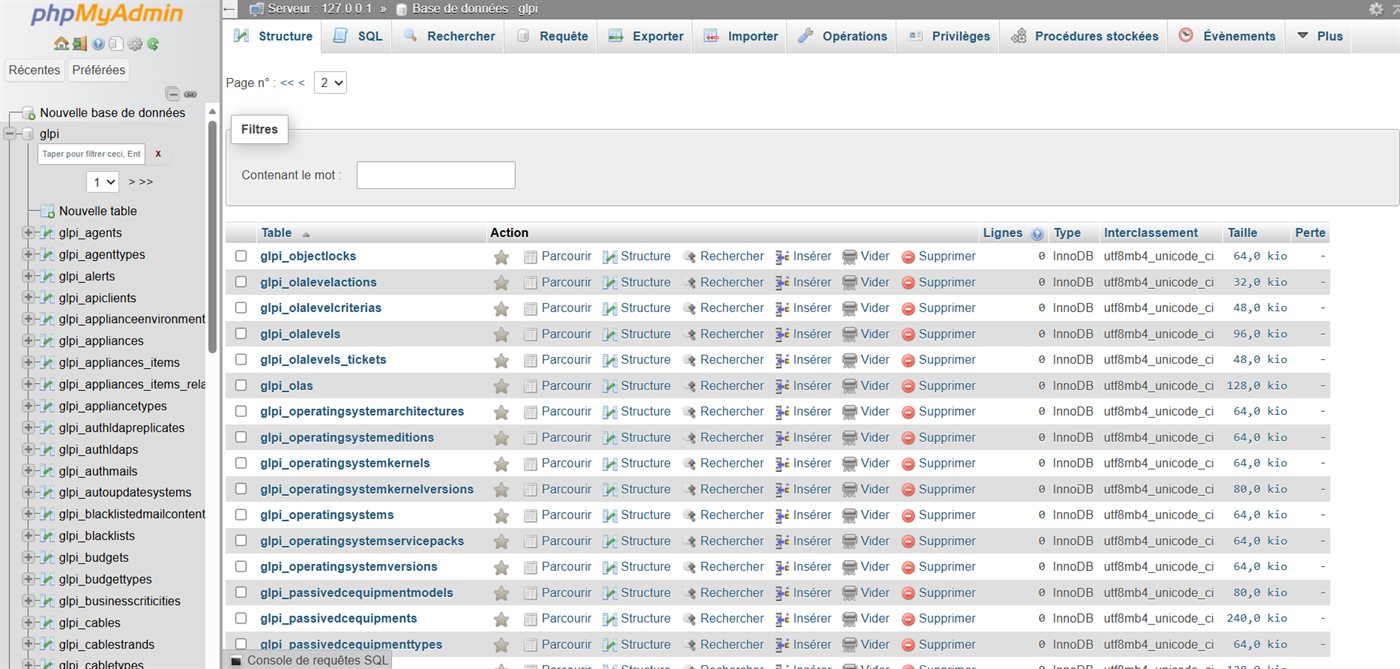 phpMyAdmin
Récentes Préférées
Nouvelle base de données
glpi
Taper pour filtrer ceci, Ent X
1 > >>
Nouvelle table
glpi_agents
glpi_agenttypes
glpi_alerts
glpi_apiclients
glpi_applianceenvironment
glpi_appliances
glpi_appliances_items
glpi_appliances_items_rela
glpi_appliancetypes
glpi_authldapreplicates
glpi_authldaps
glpi_authmails
glpi_autoupdatesystems
glpi_blacklistedmailcontent
glpi_blacklists
glpi_budgets
glpi_budgettypes
glpi_businesscriticities
glpi_cables
glpi_cablestrands
glpi_cabletypes
Serveur : 127.0.0.1 » Base de données : glpi
Structure SQL Rechercher Requête Exporter Importer Opérations Privilèges Procédures stockées Évènements Plus
Page n° : << < 2
Filtres
Contenant le mot :
Table Action Lignes Type Interclassement Taille Perte
glpi_objectlocks Parcourir Structure Rechercher Insérer Vider Supprimer 0 InnoDB utf8mb4_unicode_ci 64,0 kio -
glpi_olalevelactions Parcourir Structure Rechercher Insérer Vider Supprimer 0 InnoDB utf8mb4_unicode_ci 32,0 kio -
glpi_olalevelcriterias Parcourir Structure Rechercher Insérer Vider Supprimer 0 InnoDB utf8mb4_unicode_ci 48,0 kio -
glpi_olalevels Parcourir Structure Rechercher Insérer Vider Supprimer 0 InnoDB utf8mb4_unicode_ci 96,0 kio -
glpi_olalevels_tickets Parcourir Structure Rechercher Insérer Vider Supprimer 0 InnoDB utf8mb4_unicode_ci 48,0 kio -
glpi_olas Parcourir Structure Rechercher Insérer Vider Supprimer 0 InnoDB utf8mb4_unicode_ci 128,0 kio -
glpi_operatingsystemarchitectures Parcourir Structure Rechercher Insérer Vider Supprimer 0 InnoDB utf8mb4_unicode_ci 64,0 kio -
glpi_operatingsystemeditions Parcourir Structure Rechercher Insérer Vider Supprimer 0 InnoDB utf8mb4_unicode_ci 64,0 kio -
glpi_operatingsystemkernels Parcourir Structure Rechercher Insérer Vider Supprimer 0 InnoDB utf8mb4_unicode_ci 64,0 kio -
glpi_operatingsystemkernelversions Parcourir Structure Rechercher Insérer Vider Supprimer 0 InnoDB utf8mb4_unicode_ci 80,0 kio -
glpi_operatingsystems Parcourir Structure Rechercher Insérer Vider Supprimer 0 InnoDB utf8mb4_unicode_ci 64,0 kio -
glpi_operatingsystemservicepacks Parcourir Structure Rechercher Insérer Vider Supprimer 0 InnoDB utf8mb4_unicode_ci 64,0 kio -
glpi_operatingsystemversions Parcourir Structure Rechercher Insérer Vider Supprimer 0 InnoDB utf8mb4_unicode_ci 64,0 kio -
glpi_passivedcequipmentmodels Parcourir Structure Rechercher Insérer Vider Supprimer 0 InnoDB utf8mb4_unicode_ci 80,0 kio -
glpi_passivedcequipments Parcourir Structure Rechercher Insérer Vider Supprimer 0 InnoDB utf8mb4_unicode_ci 240,0 kio -
glpi_passivedcequipmenttypes Parcourir Structure Rechercher Insérer Vider Supprimer 0 InnoDB utf8mb4_unicode_ci 64,0 kio -
Console de requêtes SQL